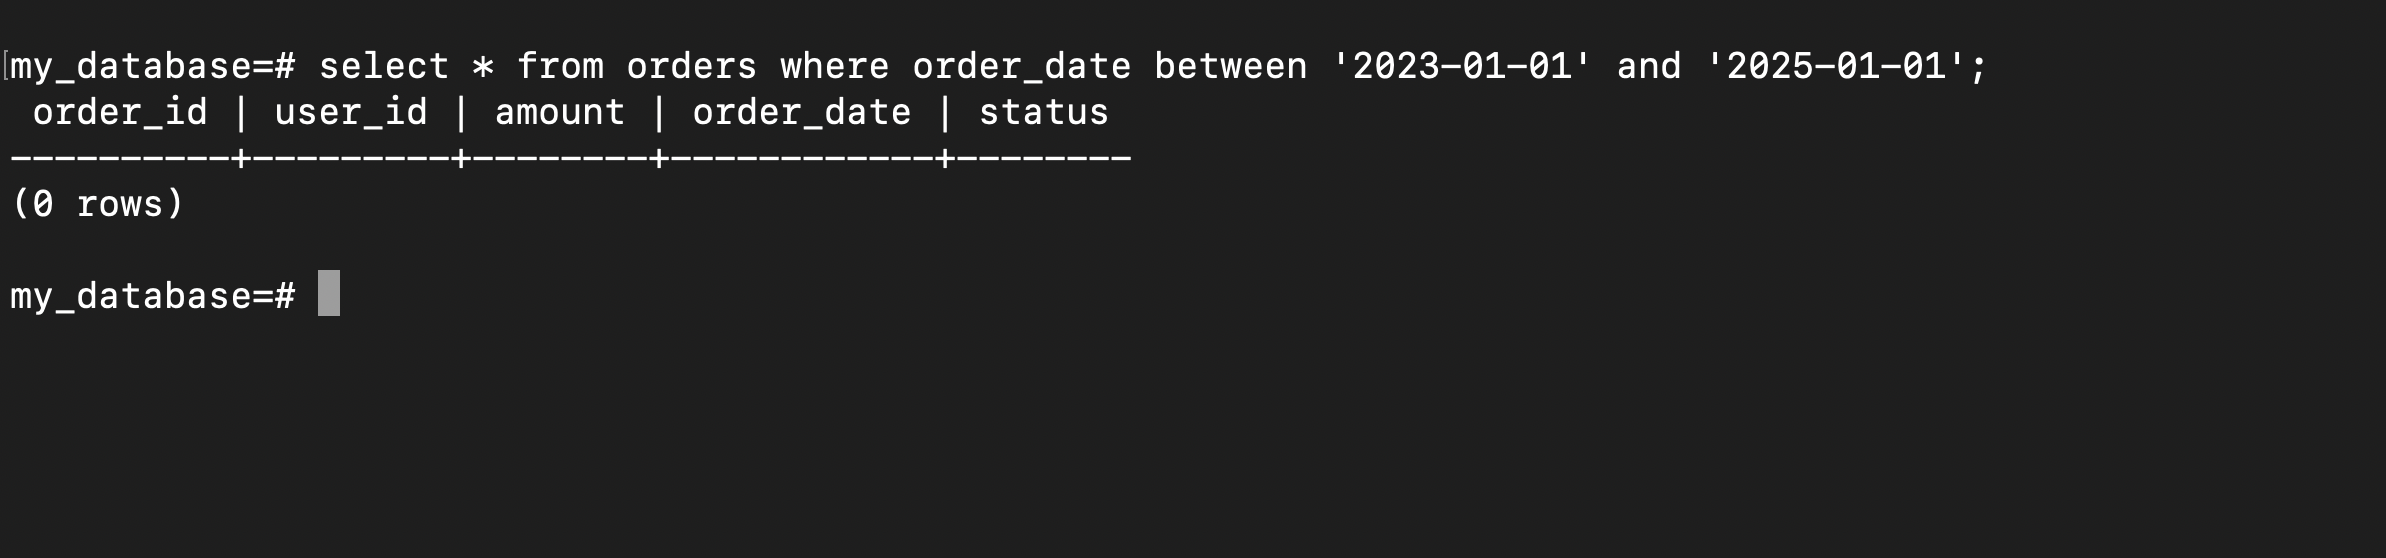 my_database=# select * from orders where order_date between '2023-01-01' and '2025-01-01';
 order_id | user_id | amount | order_date | status
----------+---------+--------+------------+--------
(0 rows)

my_database=#